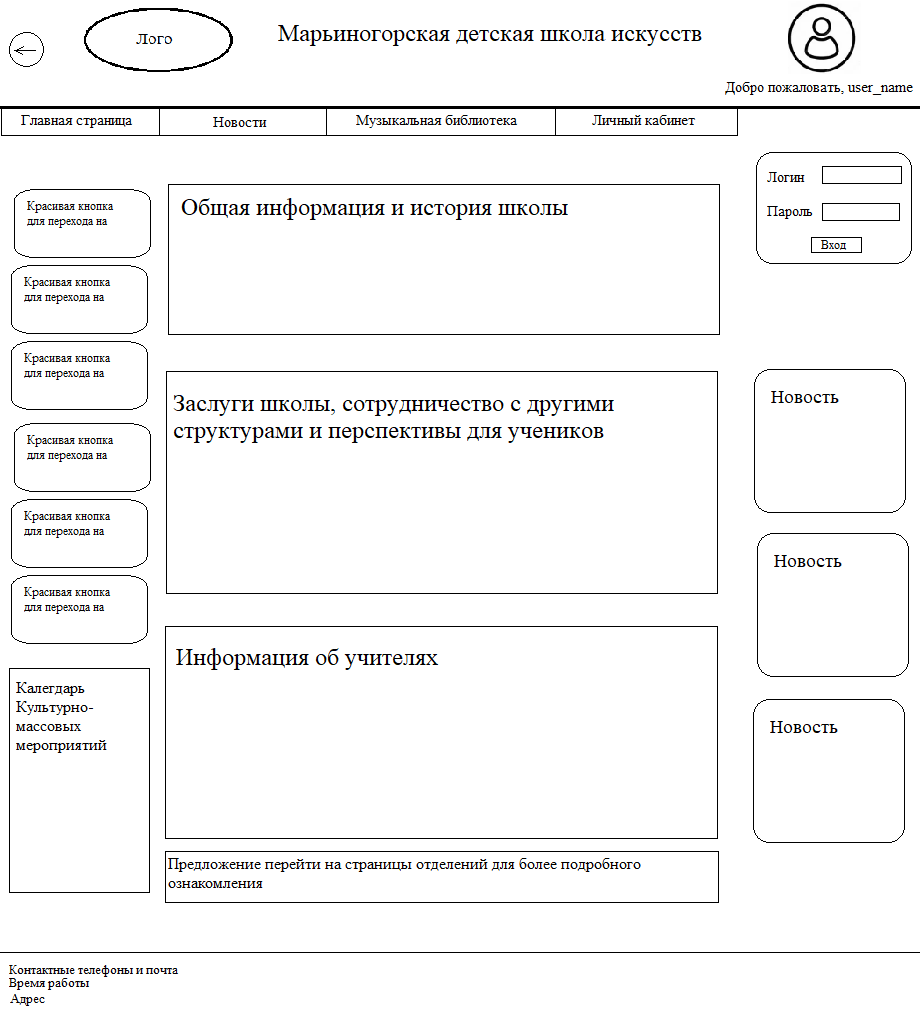 Лого
Марьиногорская детская школа искусств
Добро пожаловать, user_name
Главная страница
Новости
Музыкальная библиотека
Личный кабинет
Логин
Пароль
Вход
Красивая кнопка
для перехода на
Красивая кнопка
для перехода на
Красивая кнопка
для перехода на
Красивая кнопка
для перехода на
Красивая кнопка
для перехода на
Красивая кнопка
для перехода на
Калегдарь
Культурно-
массовых
мероприятий
Общая информация и история школы
Заслуги школы, сотрудничество с другими
структурами и перспективы для учеников
Информация об учителях
Предложение перейти на страницы отделений для более подробного
ознакомления
Новость
Новость
Новость
Контактные телефоны и почта
Время работы
Адрес